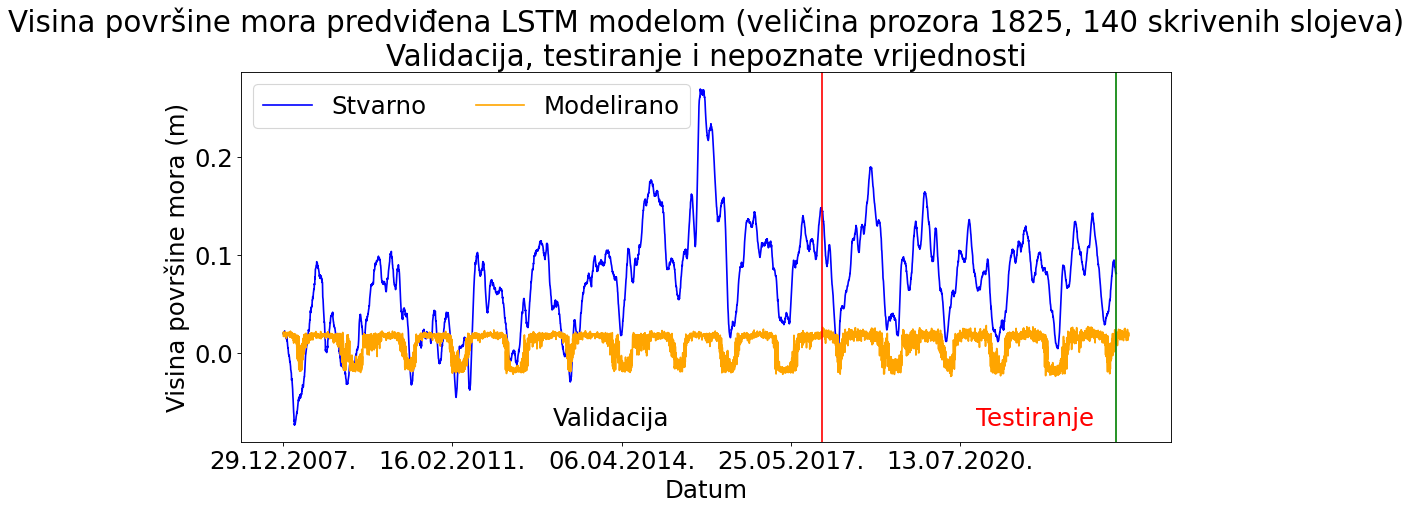 Visina površine mora predviđena LSTM modelom (veličina prozora 1825, 140 skrivenih slojeva)
Validacija, testiranje i nepoznate vrijednosti
Stvarno
Modelirano
Visina površine mora (m)
0.2
0.1
0.0
Validacija
Testiranje
29.12.2007.
16.02.2011.
06.04.2014.
25.05.2017.
13.07.2020.
Datum